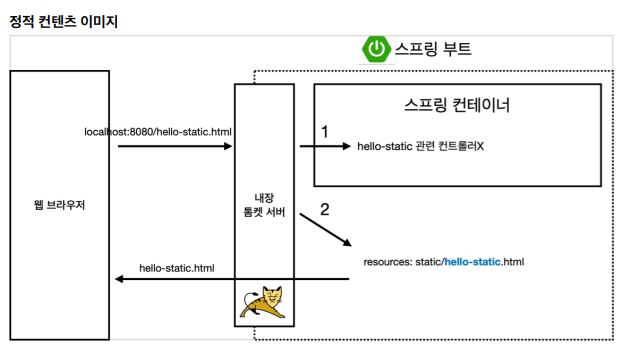 정적 컨텐츠 이미지
스프링 부트
스프링 컨테이너
localhost:8080/hello-static.html
1
hello-static 관련 컨트롤러X
웹 브라우저
내장
톰켓 서버
2
resources: static/hello-static.html
hello-static.html